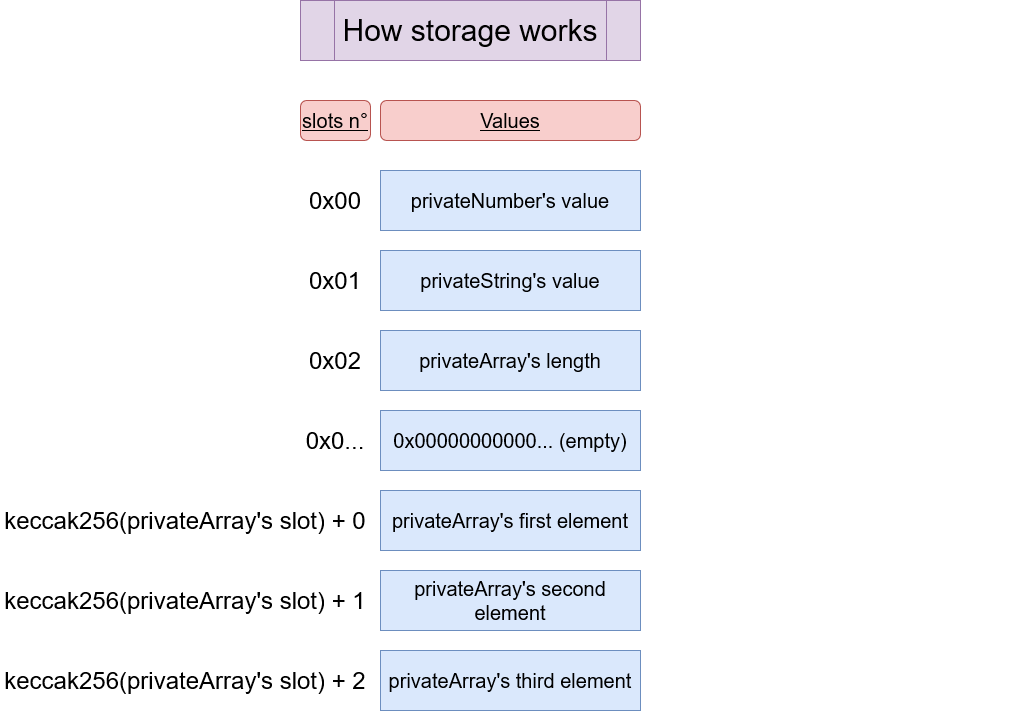 How storage works
slots n° Values
0x00 privateNumber's value
0x01 privateString's value
0x02 privateArray's length
0x0... 0x00000000000... (empty)
keccak256(privateArray's slot) + 0 privateArray's first element
keccak256(privateArray's slot) + 1 privateArray's second
element
keccak256(privateArray's slot) + 2 privateArray's third element